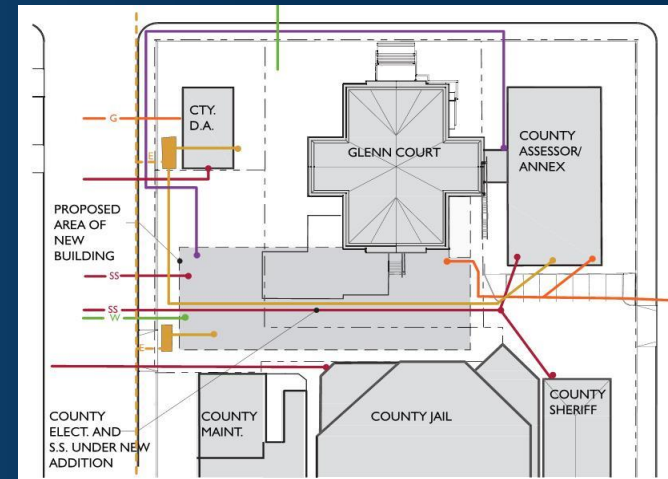 G
CTY.
D.A.
E
GLENN COURT
COUNTY
ASSESSOR/
ANNEX
PROPOSED
AREA OF
NEW
BUILDING
SS
SS
W
E
COUNTY
ELECT. AND
S.S. UNDER NEW
ADDITION
COUNTY
MAINT.
COUNTY JAIL
COUNTY
SHERIFF